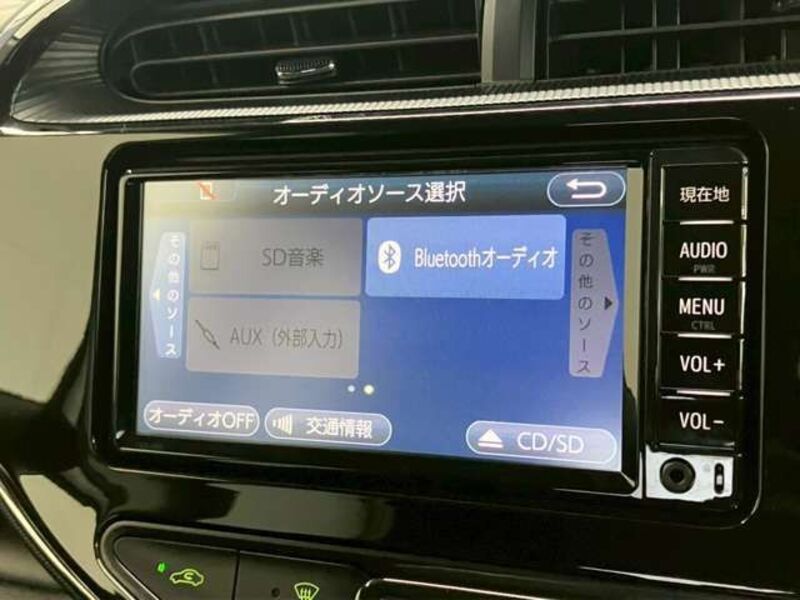 オーディオソース選択
その他のソース
SD音楽
Bluetoothオーディオ
その他のソース
AUX（外部入力）
オーディオOFF
交通情報
CD/SD
現在地
AUDIO
PWR
MENU
CTRL
VOL+
VOL-